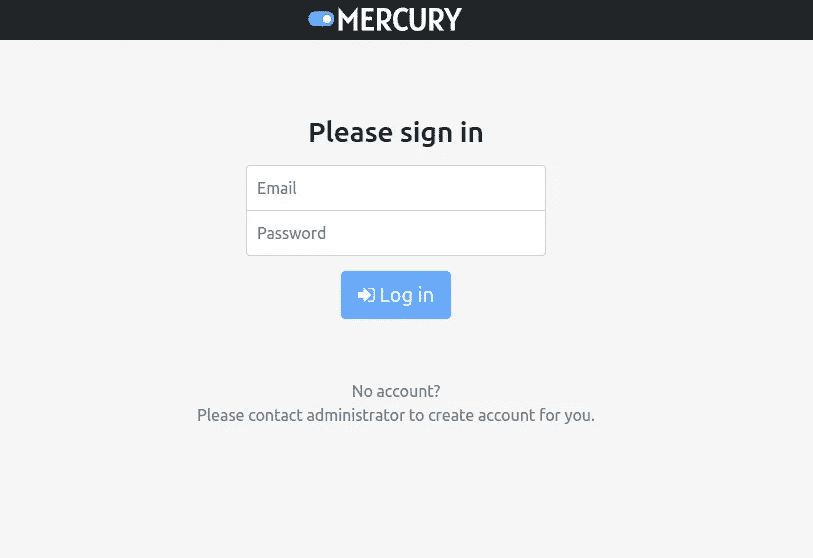 MERCURY
Please sign in
Email
Password
Log in
No account?
Please contact administrator to create account for you.